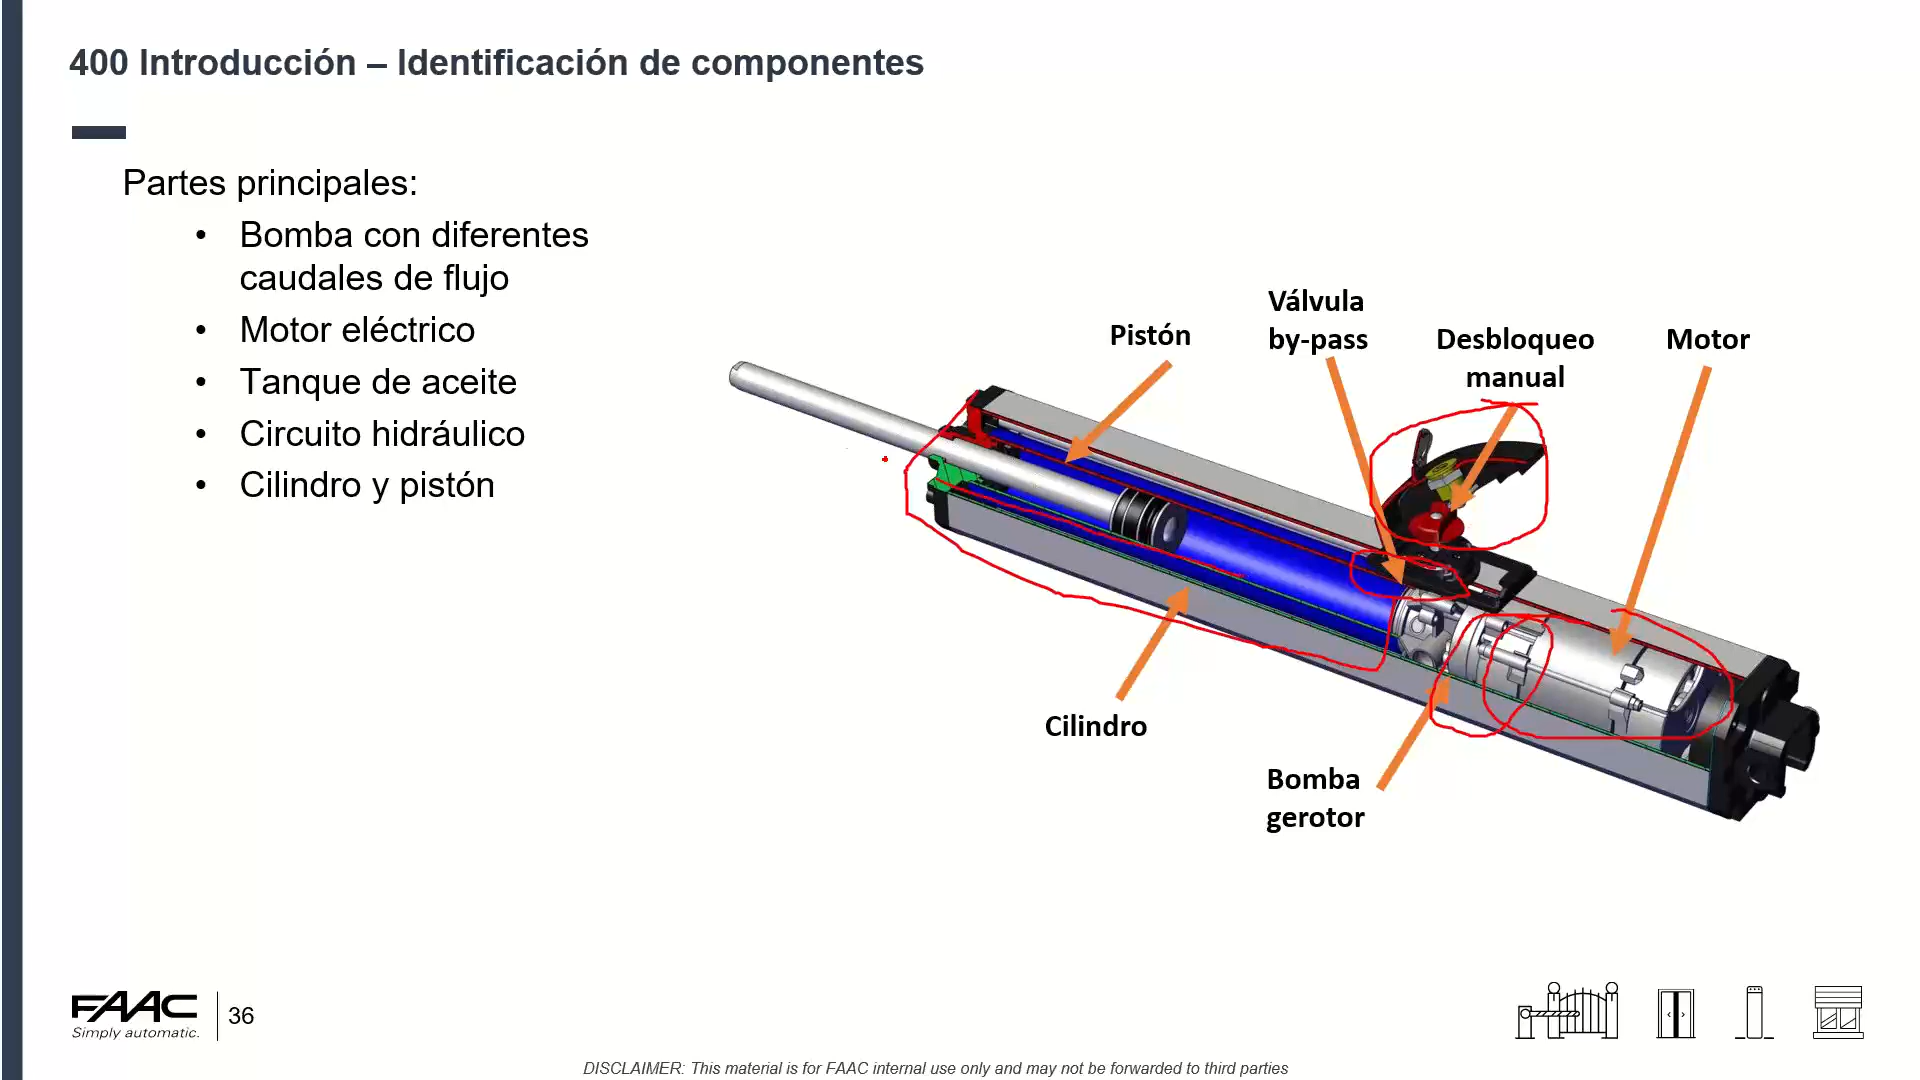 400 Introducción – Identificación de componentes
Partes principales:
• Bomba con diferentes
caudales de flujo
• Motor eléctrico
• Tanque de aceite
• Circuito hidráulico
• Cilindro y pistón
Pistón
Válvula
by-pass
Desbloqueo
manual
Motor
Cilindro
Bomba
gerotor
FAAC
Simply automatic.
36
DISCLAIMER: This material is for FAAC internal use only and may not be forwarded to third parties